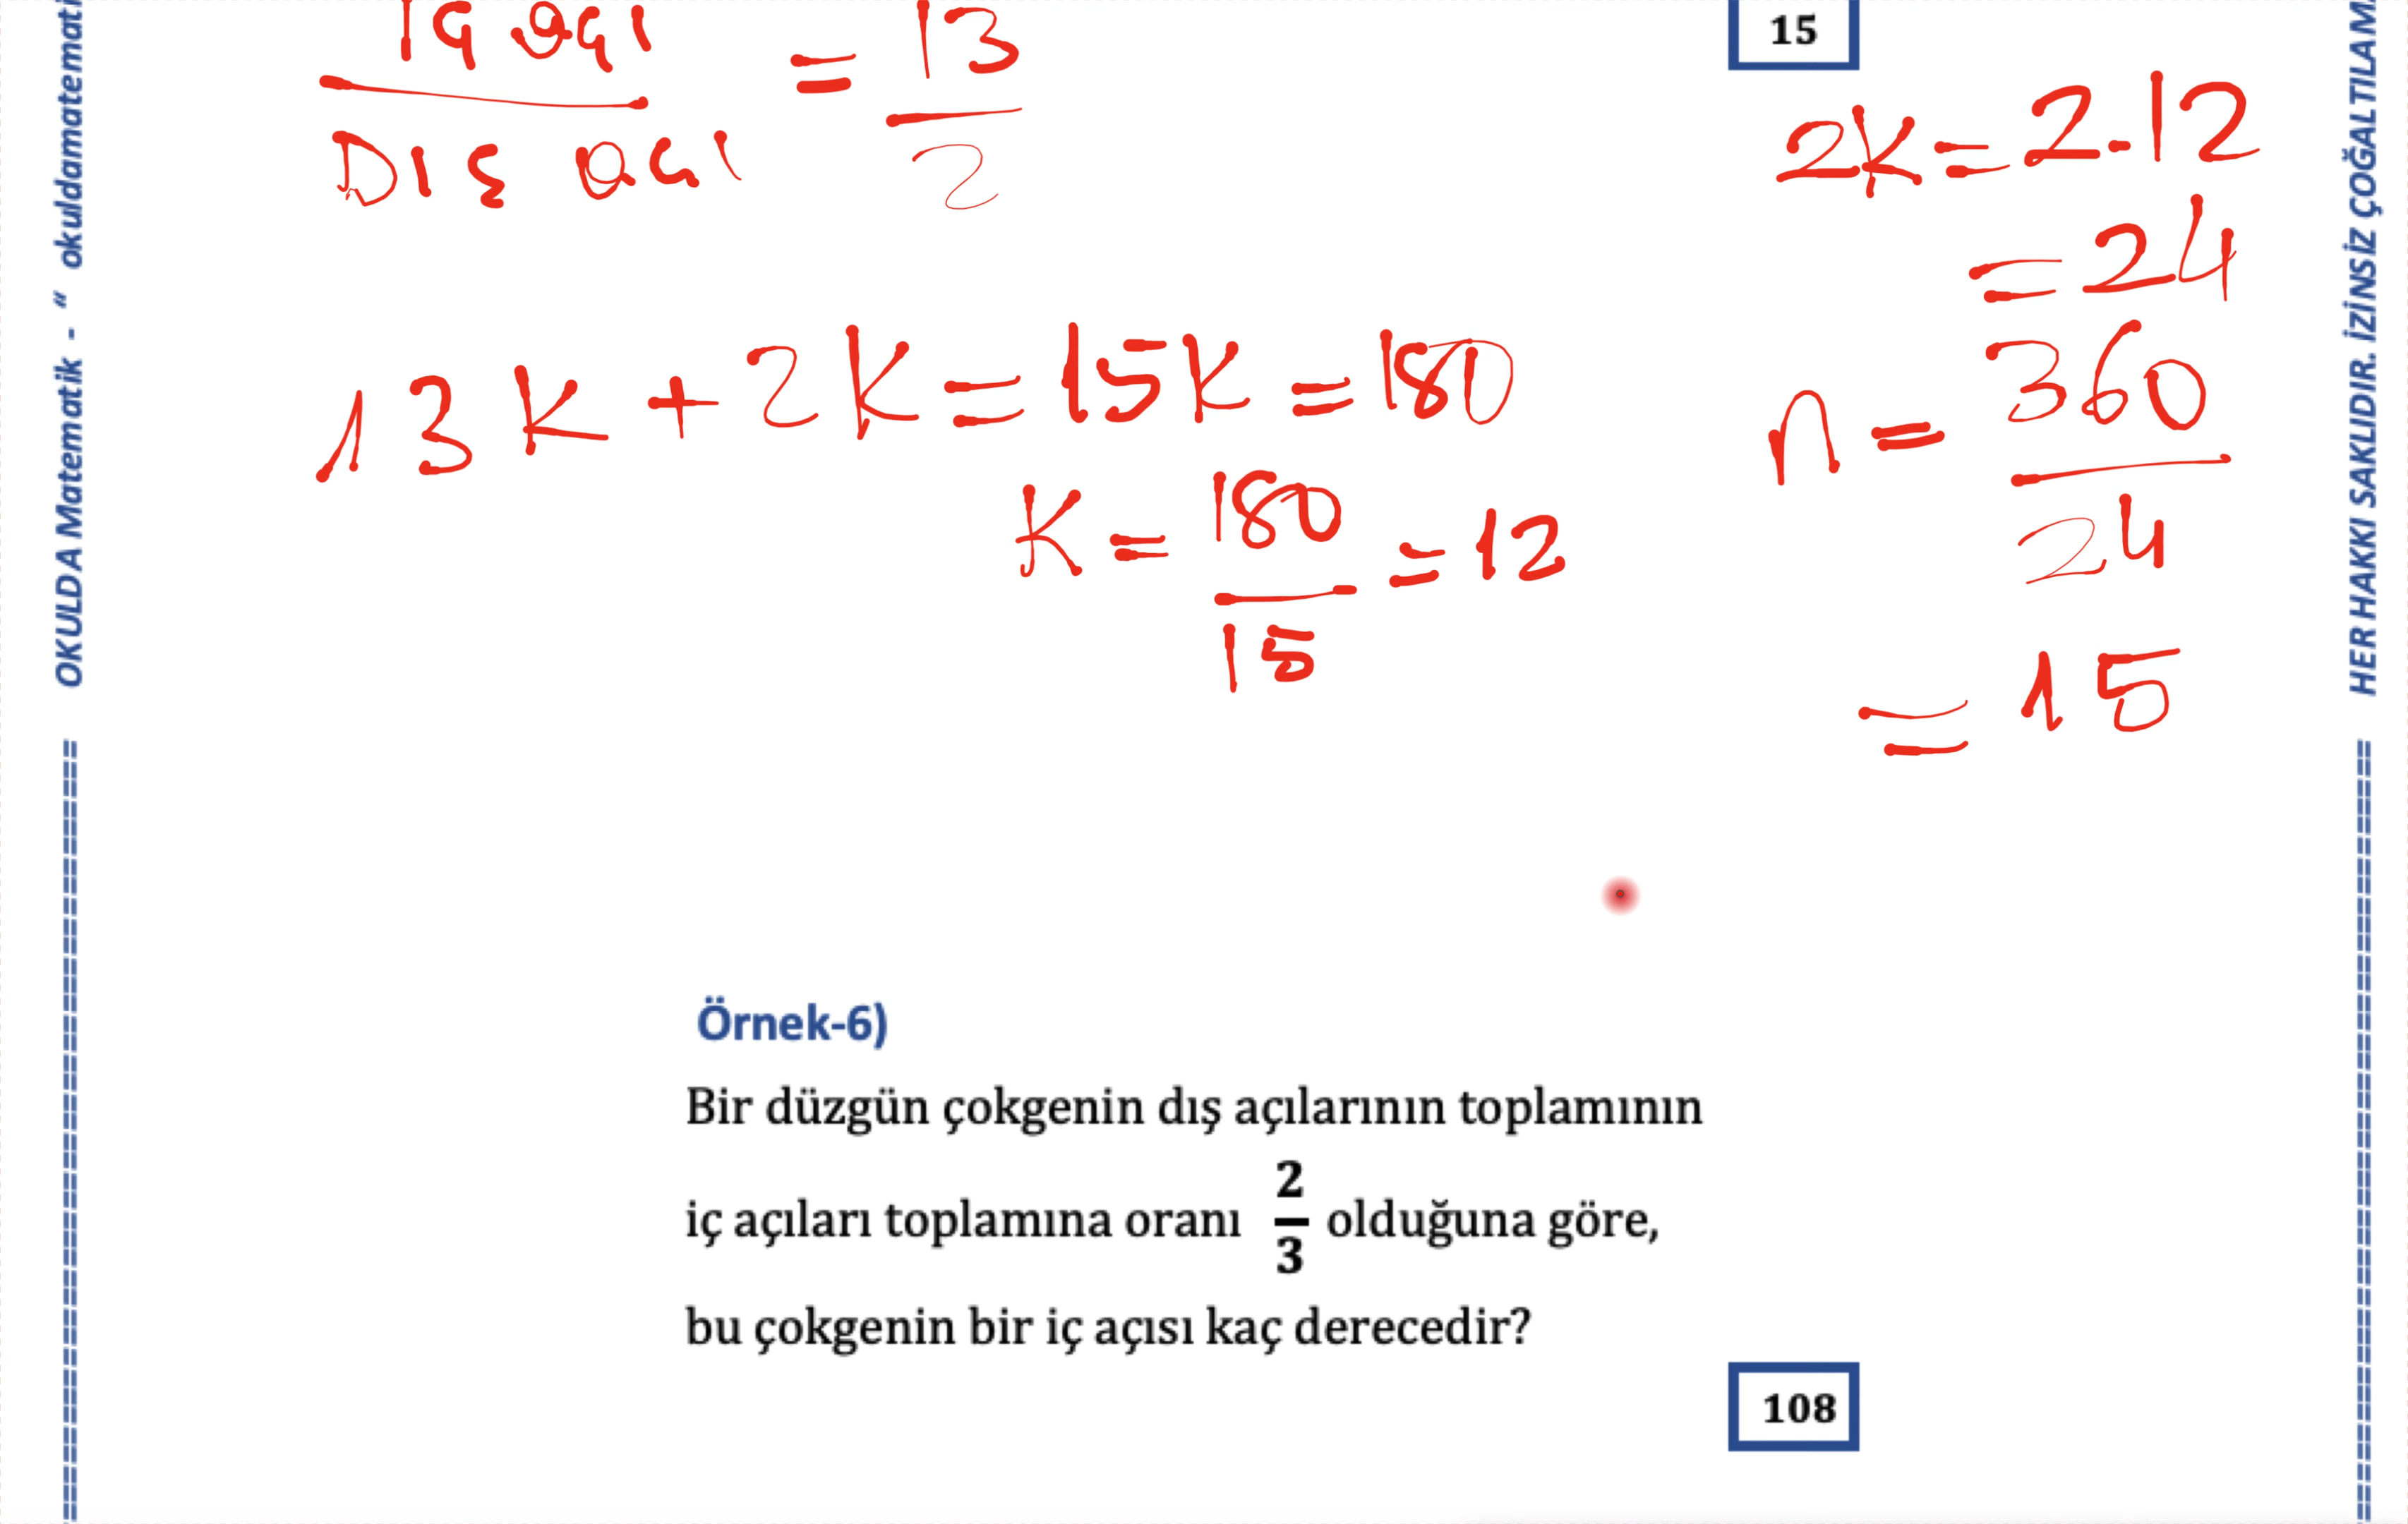 iç açı
Dış açı
= 13
2
15
2k = 2.12
= 24
13k + 2k = 15k = 180
k = 180
15
= 12
n = 360
24
= 15
OKULDA Matematik - “ okuldamatemati
HER HAKKI SAKLIDIR. İZİNSİZ ÇOĞALTILAM
Örnek-6)
Bir düzgün çokgenin dış açılarının toplamının
iç açıları toplamına oranı 2/3 olduğuna göre,
bu çokgenin bir iç açısı kaç derecedir?
108